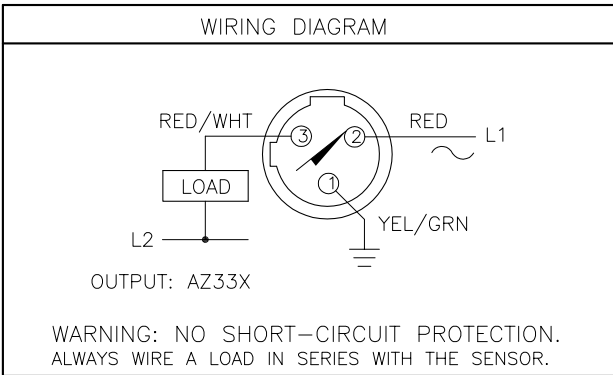 WIRING DIAGRAM
RED/WHT
3
2
RED
L1
LOAD
1
YEL/GRN
L2
OUTPUT: AZ33X
WARNING: NO SHORT-CIRCUIT PROTECTION.
ALWAYS WIRE A LOAD IN SERIES WITH THE SENSOR.